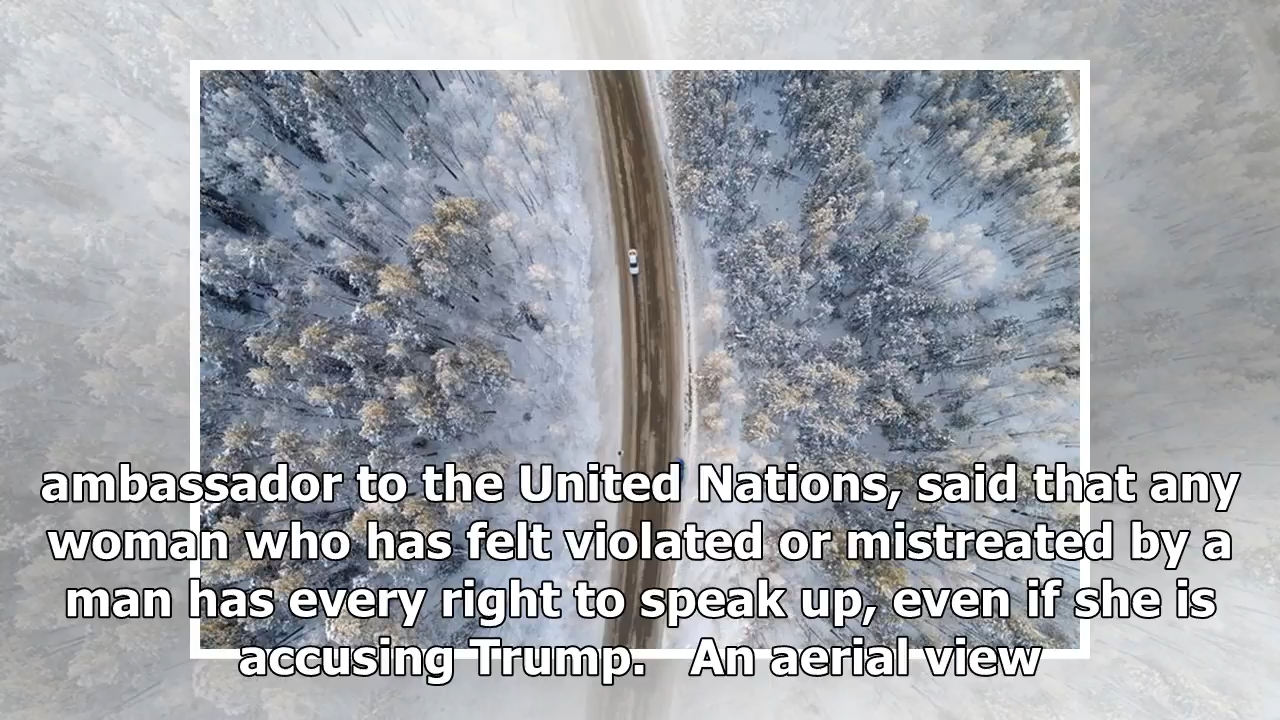 ambassador to the United Nations, said that any
woman who has felt violated or mistreated by a
man has every right to speak up, even if she is
accusing Trump.   An aerial view